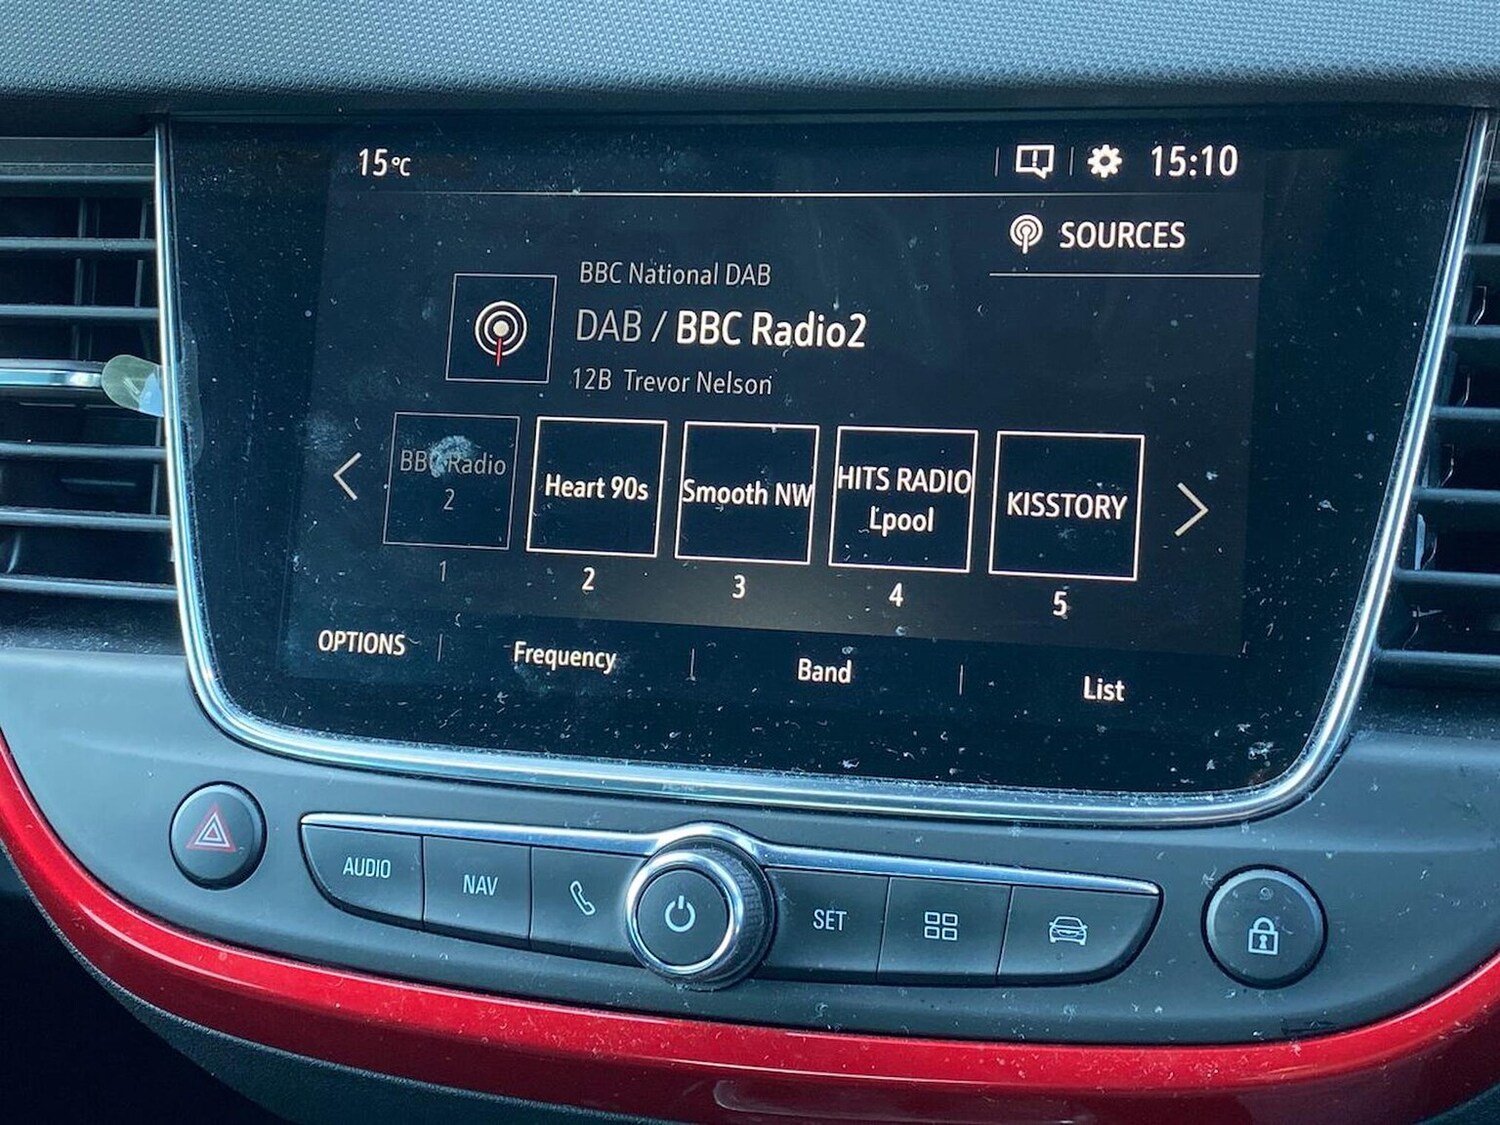 15°C
15:10
SOURCES
BBC National DAB
DAB / BBC Radio2
12B Trevor Nelson
BBC Radio
2
Heart 90s
Smooth NW
HITS RADIO
Lpool
KISSTORY
1
2
3
4
5
OPTIONS
Frequency
Band
List
AUDIO
NAV
SET